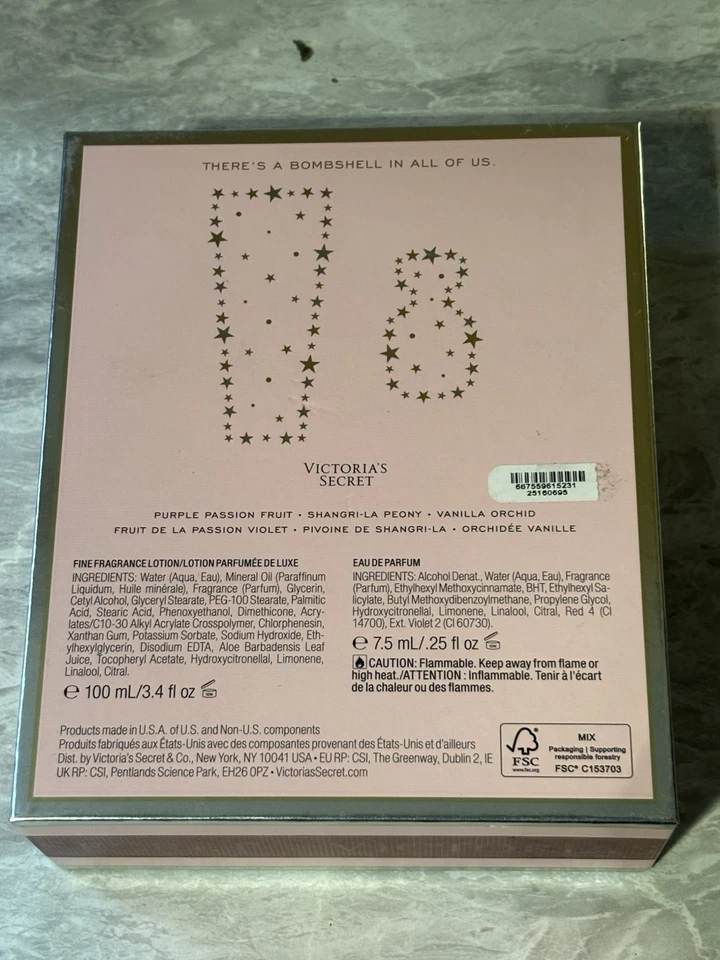 THERE'S A BOMBSHELL IN ALL OF US.
VICTORIA'S
SECRET
667559615231
25160695
PURPLE PASSION FRUIT • SHANGRI-LA PEONY • VANILLA ORCHID
FRUIT DE LA PASSION VIOLET • PIVOINE DE SHANGRI-LA • ORCHIDÉE VANILLE
FINE FRAGRANCE LOTION/LOTION PARFUMÉE DE LUXE
INGREDIENTS: Water (Aqua, Eau), Mineral Oil (Paraffinum
Liquidum, Huile minérale), Fragrance (Parfum), Glycerin,
Cetyl Alcohol, Glyceryl Stearate, PEG-100 Stearate, Palmitic
Acid, Stearic Acid, Phenoxyethanol, Dimethicone, Acry-
lates/C10-30 Alkyl Acrylate Crosspolymer, Chlorphenesin,
Xanthan Gum, Potassium Sorbate, Sodium Hydroxide, Eth-
ylhexylglycerin, Disodium EDTA, Aloe Barbadensis Leaf
Juice, Tocopheryl Acetate, Hydroxycitronellal, Limonene,
Linalool, Citral.
℮ 100 mL/3.4 fl oz
EAU DE PARFUM
INGREDIENTS: Alcohol Denat., Water (Aqua, Eau), Fragrance
(Parfum), Ethylhexyl Methoxycinnamate, BHT, Ethylhexyl Sa-
licylate, Butyl Methoxydibenzoylmethane, Propylene Glycol,
Hydroxycitronellal, Limonene, Linalool, Citral, Red 4 (CI
14700), Ext. Violet 2 (CI 60730).
℮ 7.5 mL/.25 fl oz
CAUTION: Flammable. Keep away from flame or
high heat./ATTENTION : Inflammable. Tenir à l'écart
de la chaleur ou des flammes.
Products made in U.S.A. of U.S. and Non-U.S. components
Produits fabriqués aux États-Unis avec des composantes provenant des États-Unis et d'ailleurs
Dist. by Victoria's Secret & Co., New York, NY 10041 USA • EU RP: CSI, The Greenway, Dublin 2, IE
UK RP: CSI, Pentlands Science Park, EH26 0PZ • VictoriasSecret.com
FSC
www.fsc.org
MIX
Packaging | Supporting
responsible forestry
FSC® C153703